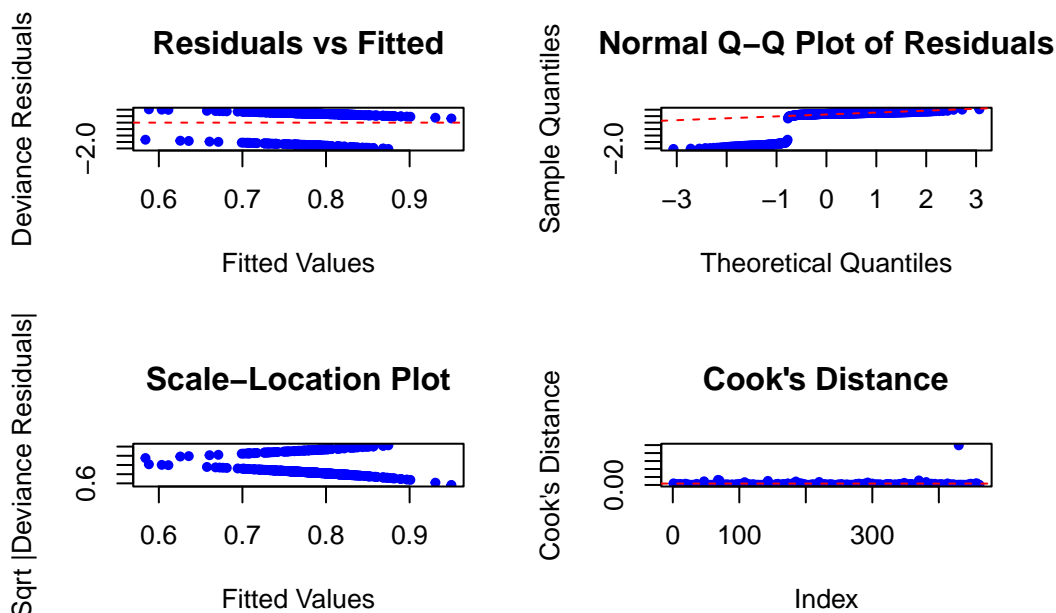 Residuals vs Fitted
Deviance Residuals
−2.0
0.6 0.7 0.8 0.9
Fitted Values
Normal Q−Q Plot of Residuals
Sample Quantiles
−2.0
−3 −1 0 1 2 3
Theoretical Quantiles
Scale−Location Plot
Sqrt |Deviance Residuals|
0.6
0.6 0.7 0.8 0.9
Fitted Values
Cook's Distance
Cook's Distance
0.00
0 100 300
Index